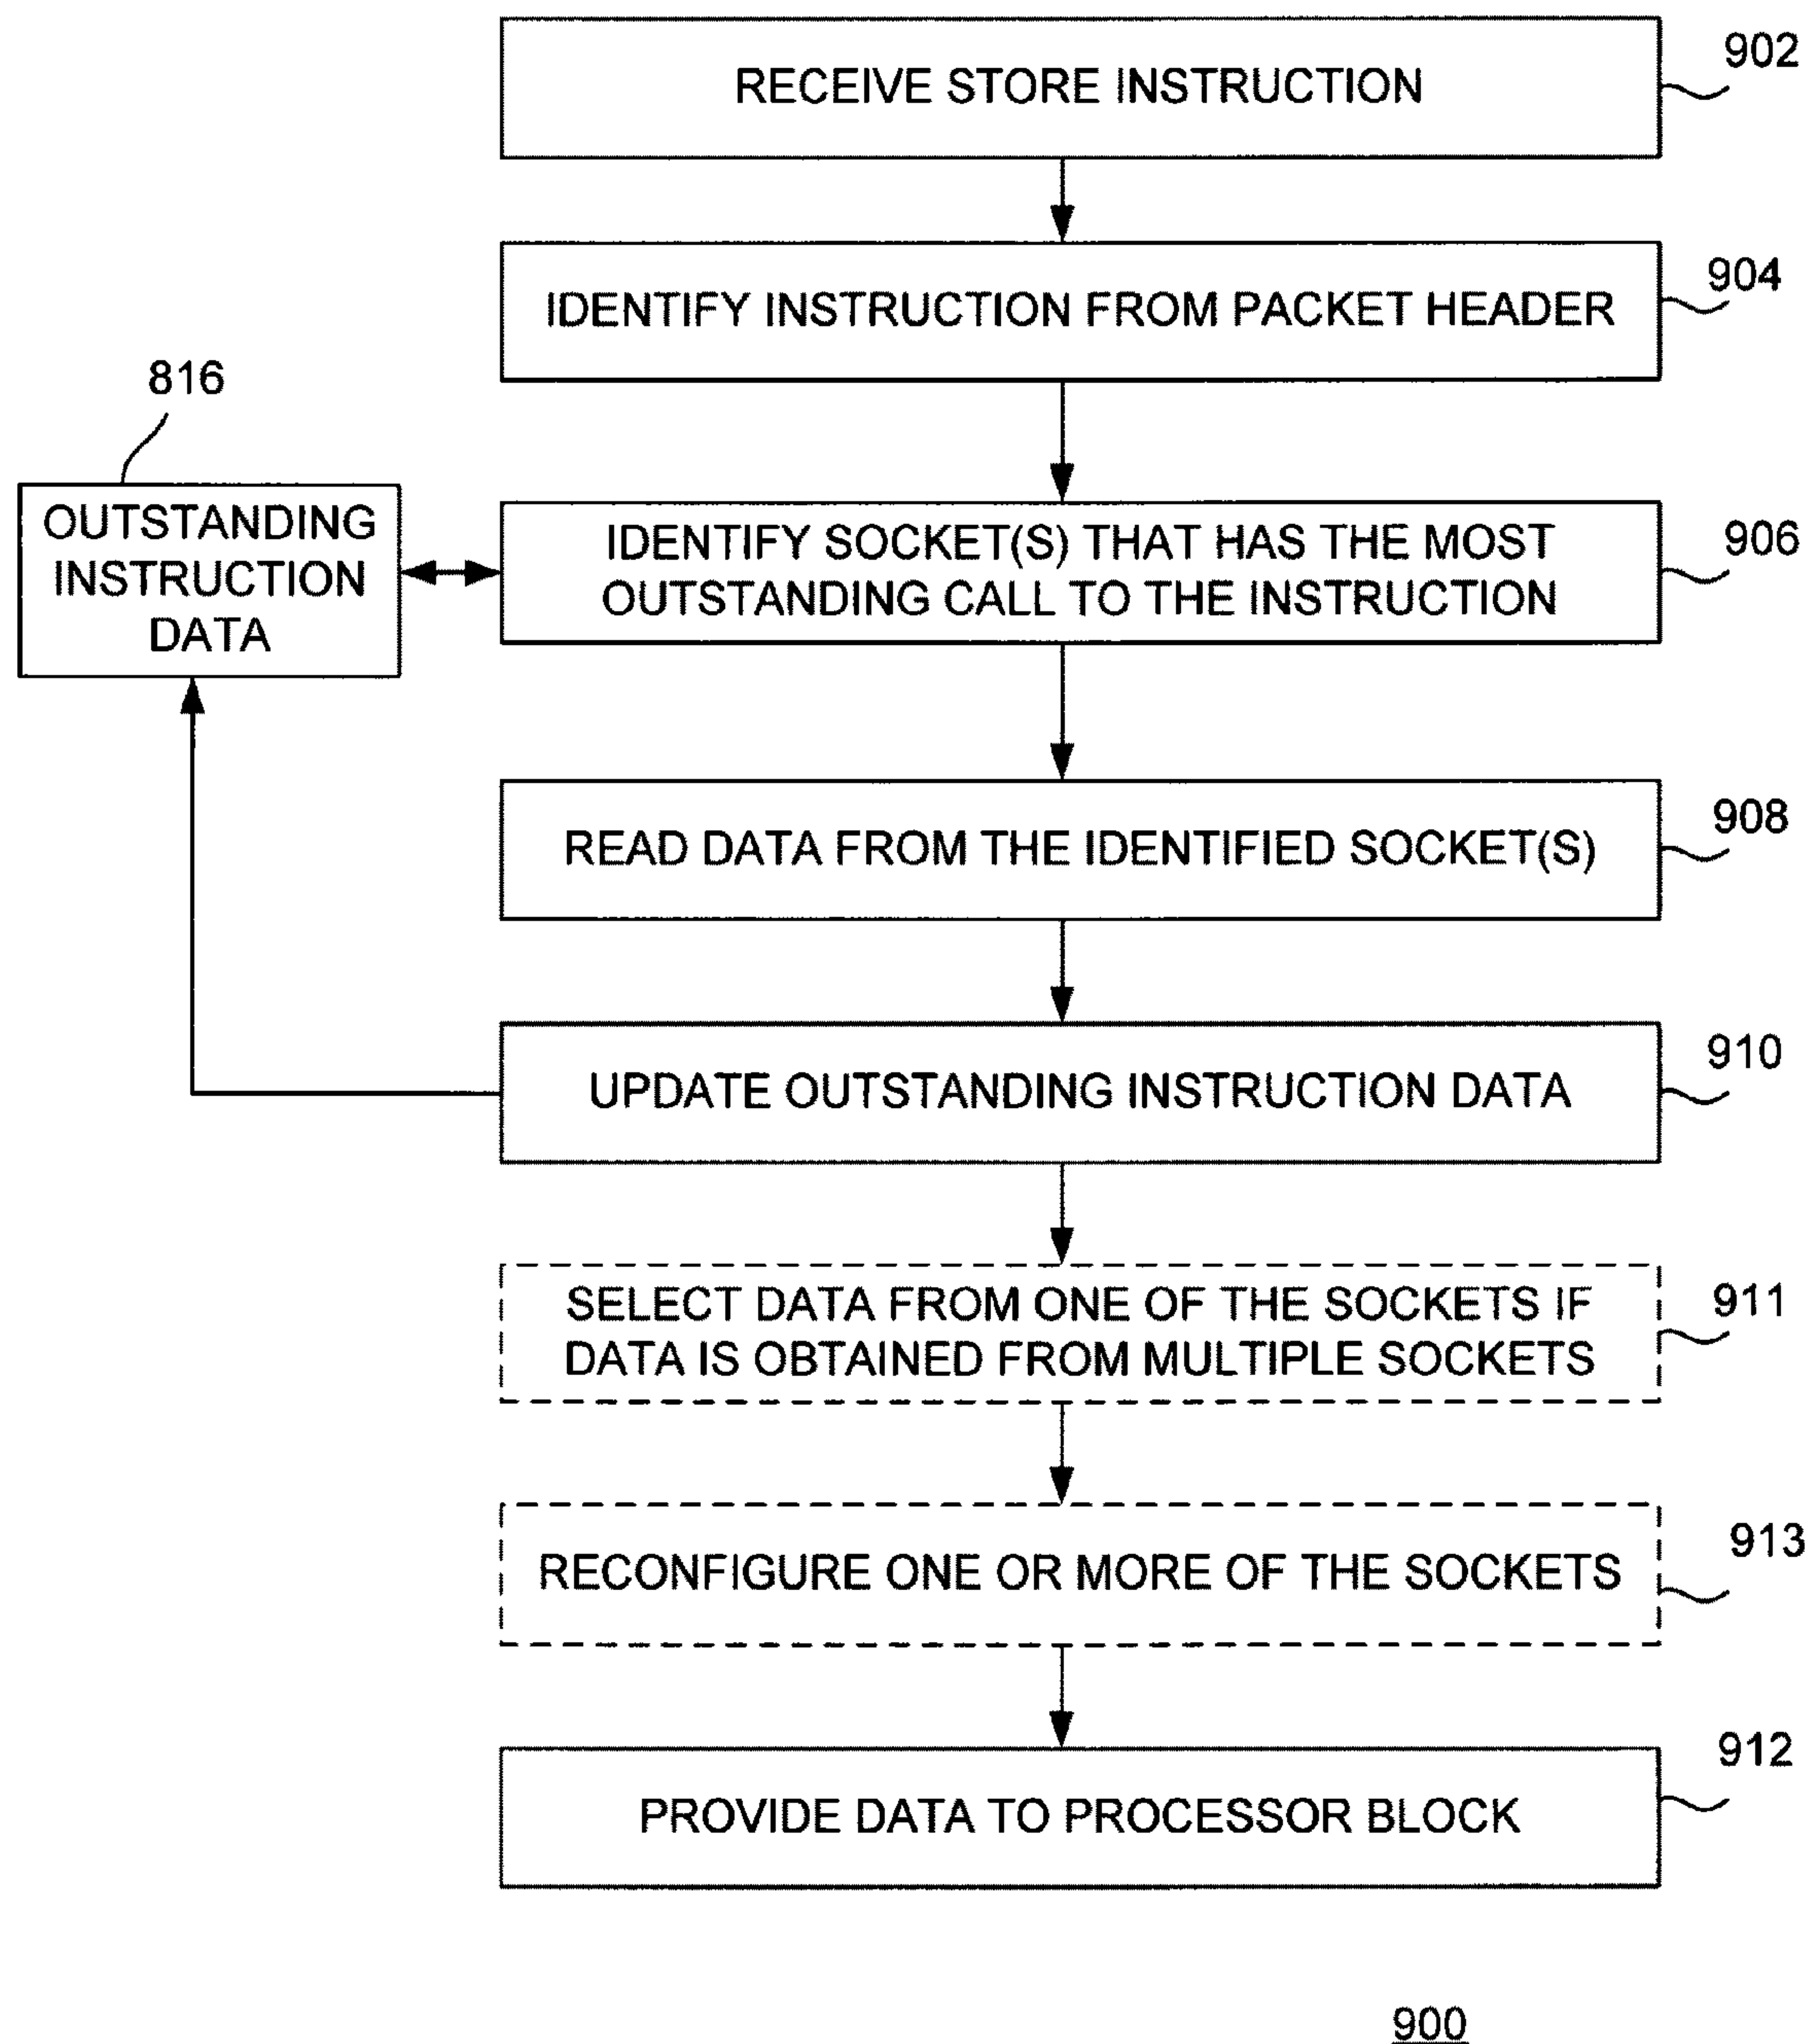 RECEIVE STORE INSTRUCTION
902
IDENTIFY INSTRUCTION FROM PACKET HEADER
904
816
OUTSTANDING
INSTRUCTION
DATA
IDENTIFY SOCKET(S) THAT HAS THE MOST
OUTSTANDING CALL TO THE INSTRUCTION
906
READ DATA FROM THE IDENTIFIED SOCKET(S)
908
UPDATE OUTSTANDING INSTRUCTION DATA
910
SELECT DATA FROM ONE OF THE SOCKETS IF
DATA IS OBTAINED FROM MULTIPLE SOCKETS
911
RECONFIGURE ONE OR MORE OF THE SOCKETS
913
PROVIDE DATA TO PROCESSOR BLOCK
912
900